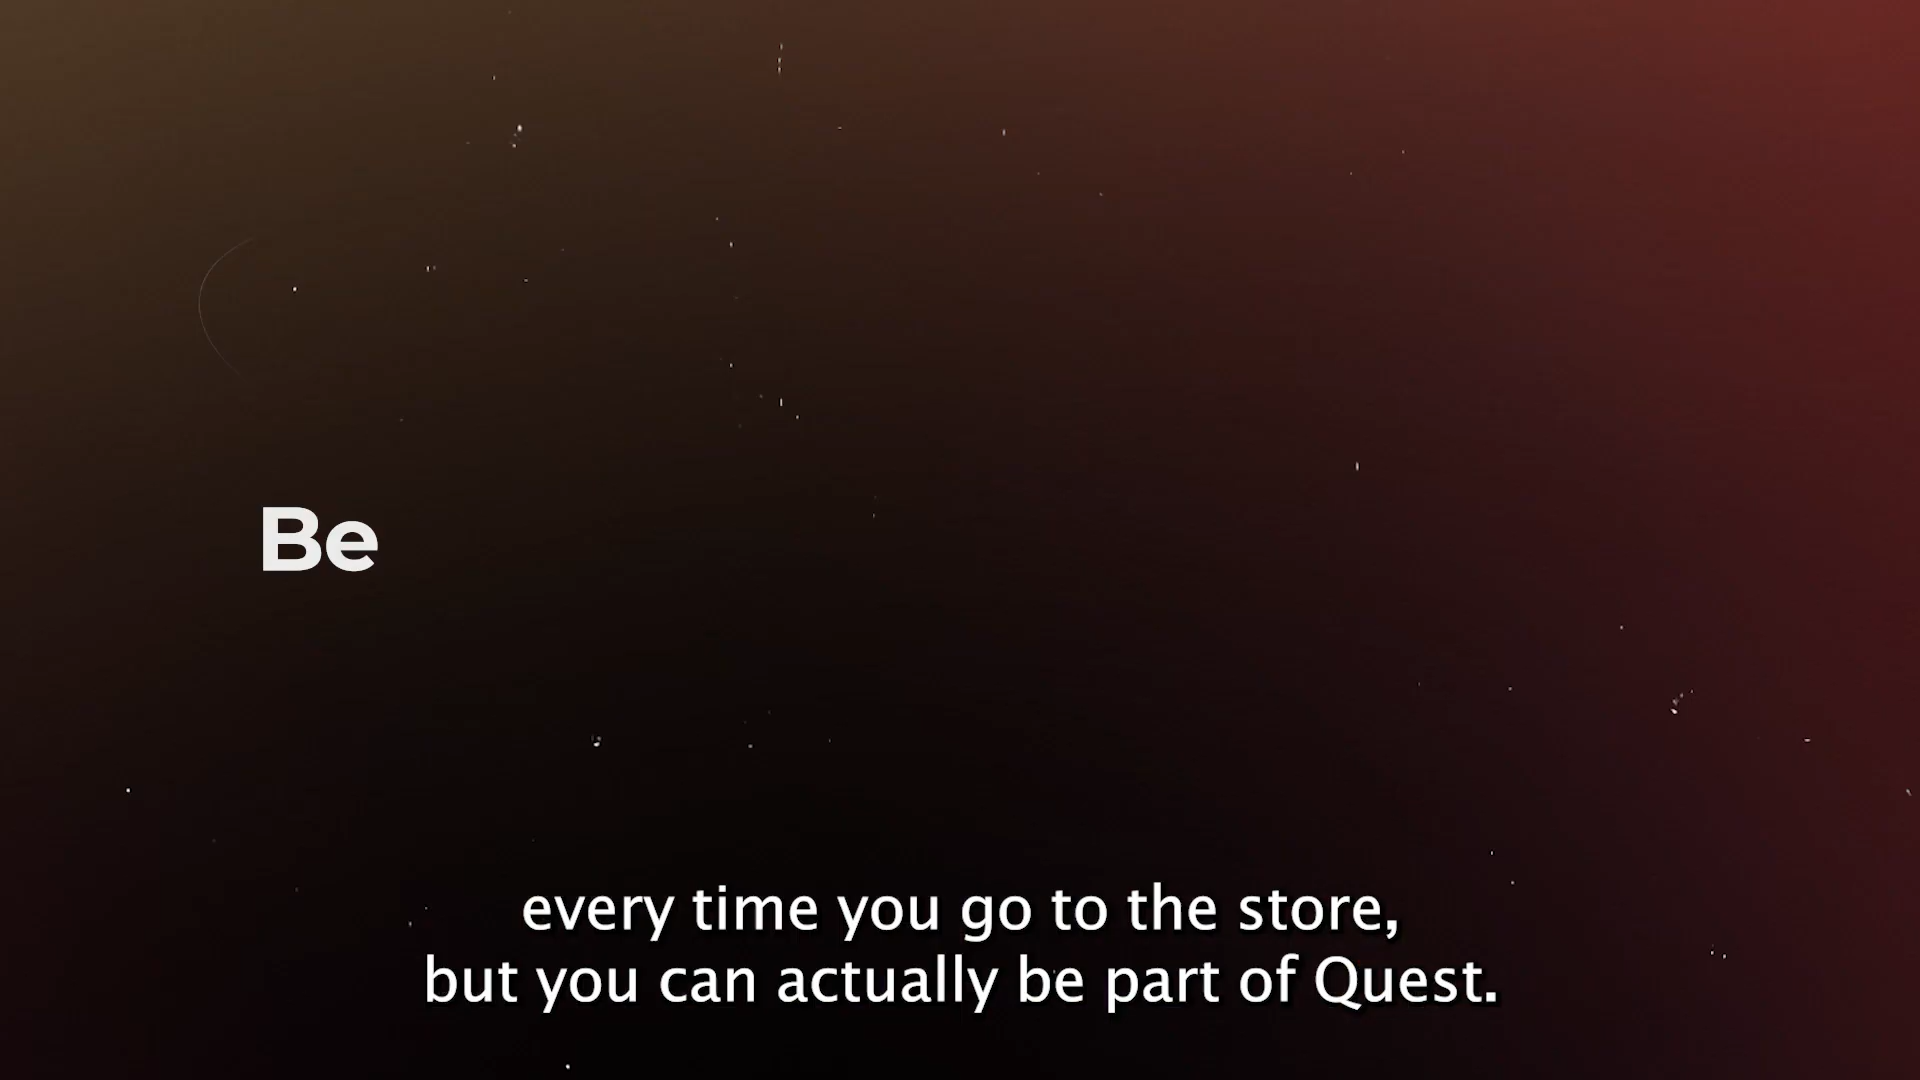 Be
every time you go to the store,
but you can actually be part of Quest.